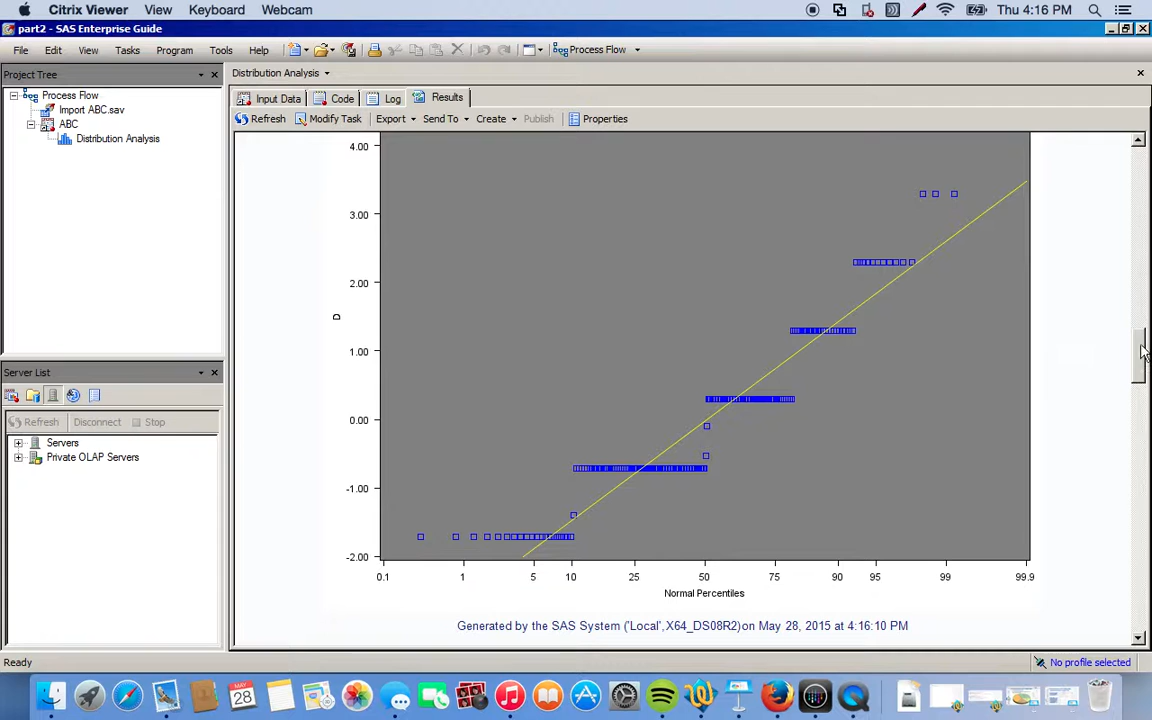 Citrix Viewer View Keyboard Webcam Thu 4:16 PM
part2 - SAS Enterprise Guide
File Edit View Tasks Program Tools Help Process Flow
Project Tree
Process Flow
Import ABC.sav
ABC
Distribution Analysis
Server List
Refresh Disconnect Stop
Servers
Private OLAP Servers
Distribution Analysis
Input Data Code Log Results
Refresh Modify Task Export Send To Create Publish Properties
4.00
3.00
2.00
1.00
0.00
-1.00
-2.00
D
0.1 1 5 10 25 50 75 90 95 99 99.9
Normal Percentiles
Generated by the SAS System ('Local',X64_DS08R2)on May 28, 2015 at 4:16:10 PM
Ready
No profile selected
MAY
28